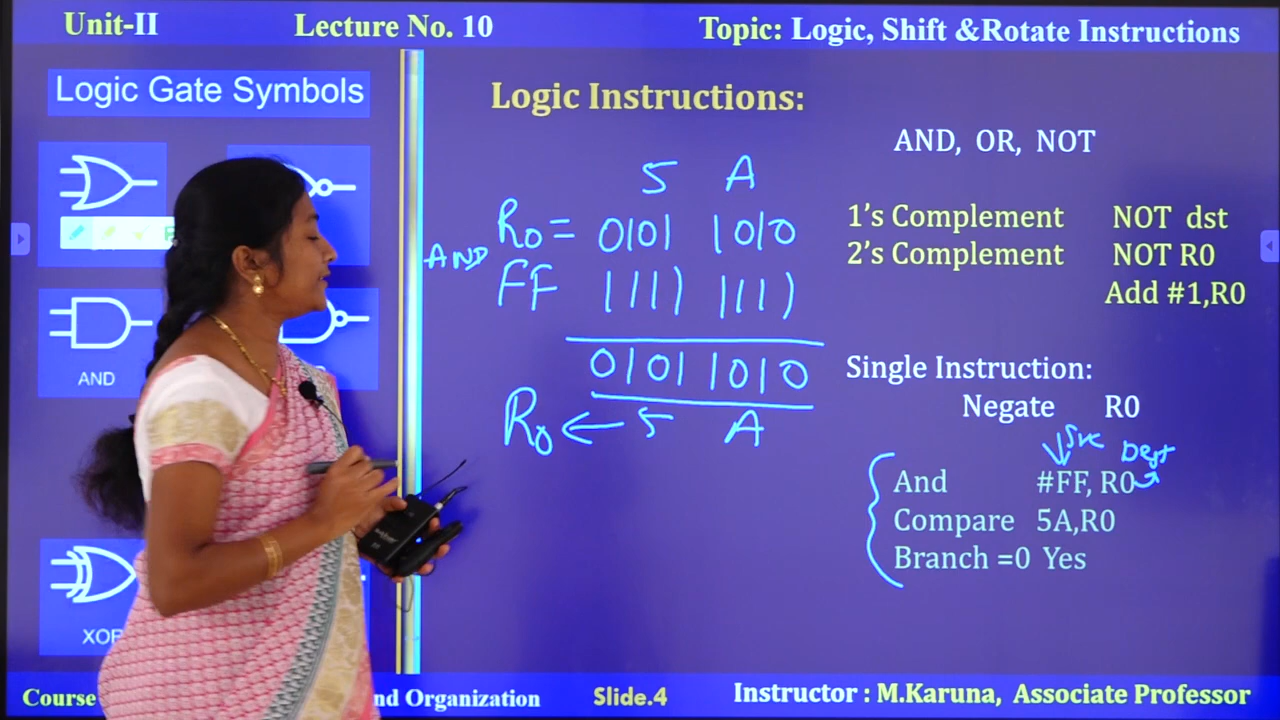 Unit-II Lecture No. 10 Topic: Logic, Shift &Rotate Instructions
Logic Gate Symbols
AND
XOR
Logic Instructions:
5 A
R0 = 0101 1010
AND
FF 1111 1111
0101 1010
R0 ← 5 A
AND, OR, NOT
1's Complement NOT dst
2's Complement NOT R0
Add #1,R0
Single Instruction:
Negate R0
Src Dest
And #FF, R0
Compare 5A,R0
Branch =0 Yes
Course nd Organization Slide.4 Instructor : M.Karuna, Associate Professor